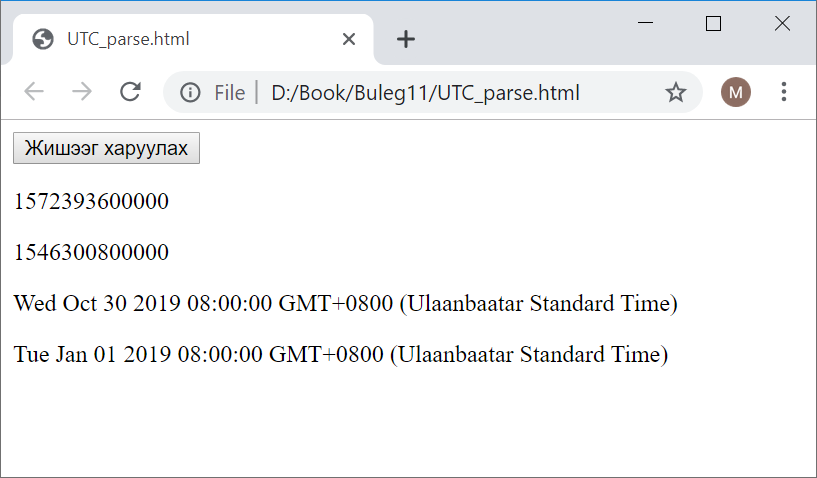 UTC_parse.html
File | D:/Book/Buleg11/UTC_parse.html M
Жишээг харуулах
1572393600000
1546300800000
Wed Oct 30 2019 08:00:00 GMT+0800 (Ulaanbaatar Standard Time)
Tue Jan 01 2019 08:00:00 GMT+0800 (Ulaanbaatar Standard Time)